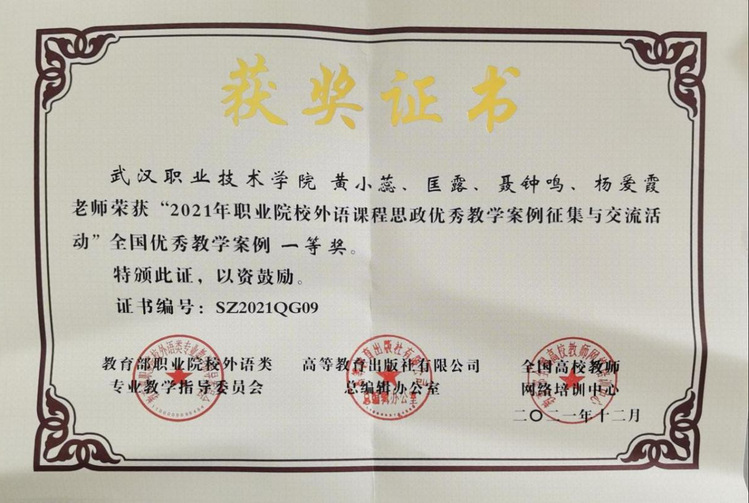 获奖证书
武汉职业技术学院 黄小蕊、匡露、聂钟鸣、杨爱霞
老师荣获“2021年职业院校外语课程思政优秀教学案例征集与交流活
动”全国优秀教学案例 一等奖。
特颁此证，以资鼓励。
证书编号：SZ2021QG09
教育部职业院校外语类 高等教育出版社有限公司 全国高校教师
专业教学指导委员会 总编辑办公室 网络培训中心
二〇二一年十二月